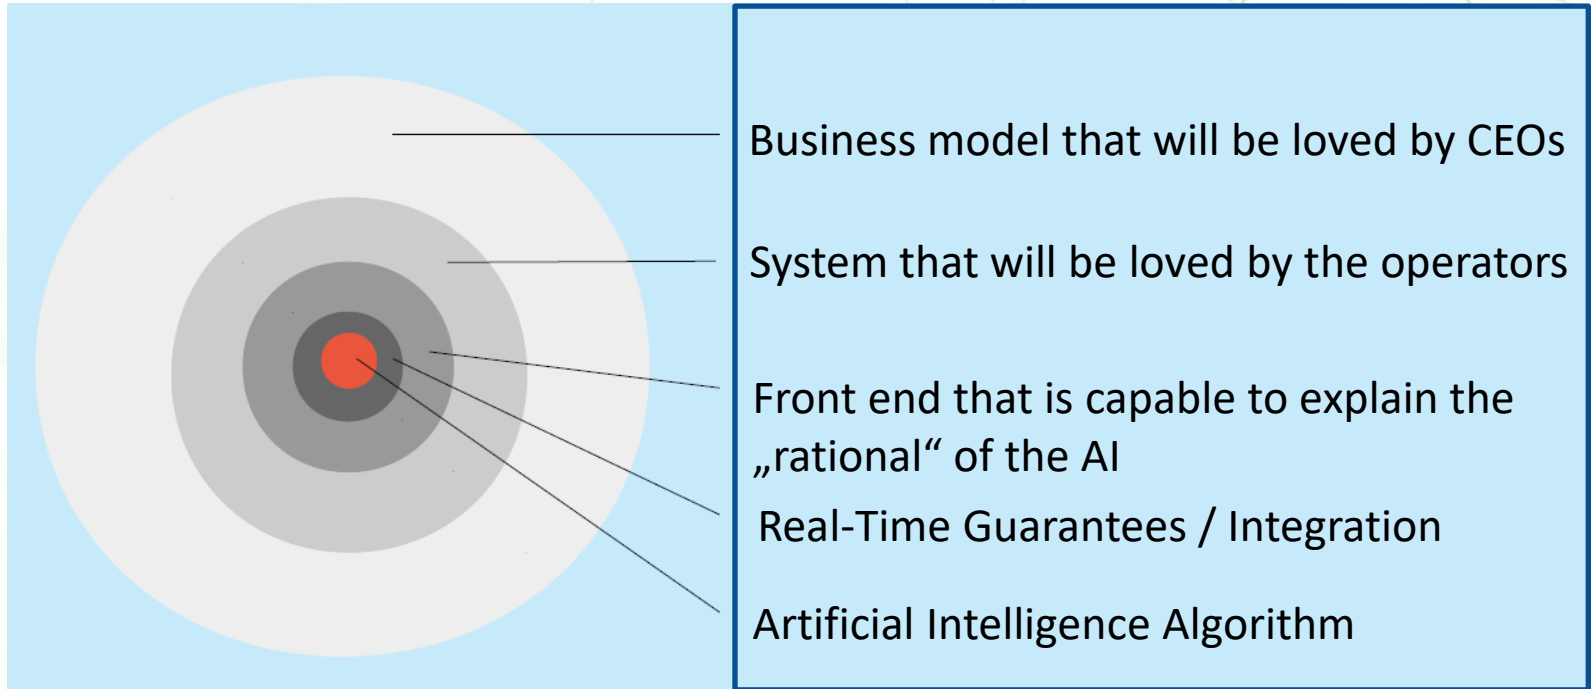 Business model that will be loved by CEOs
System that will be loved by the operators
Front end that is capable to explain the
„rational“ of the AI
Real-Time Guarantees / Integration
Artificial Intelligence Algorithm